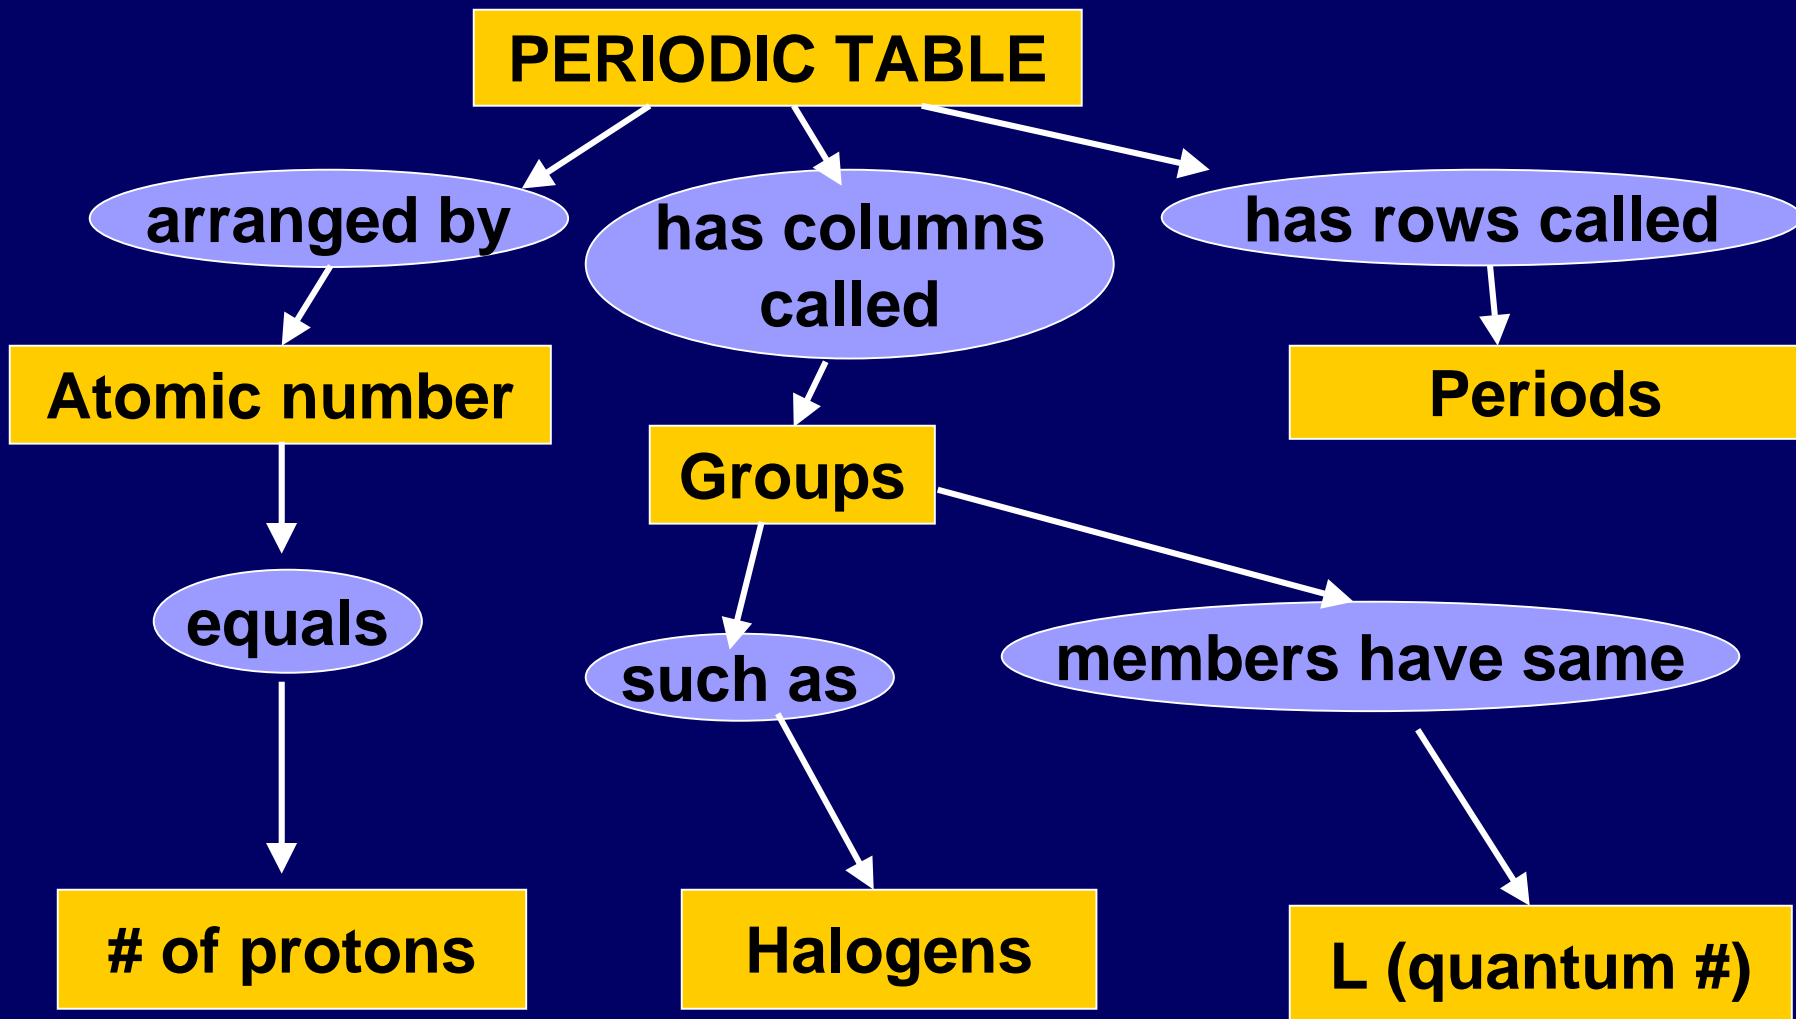 PERIODIC TABLE
arranged by
has columns
called
has rows called
Atomic number
Groups
Periods
equals
such as
members have same
# of protons
Halogens
L (quantum #)